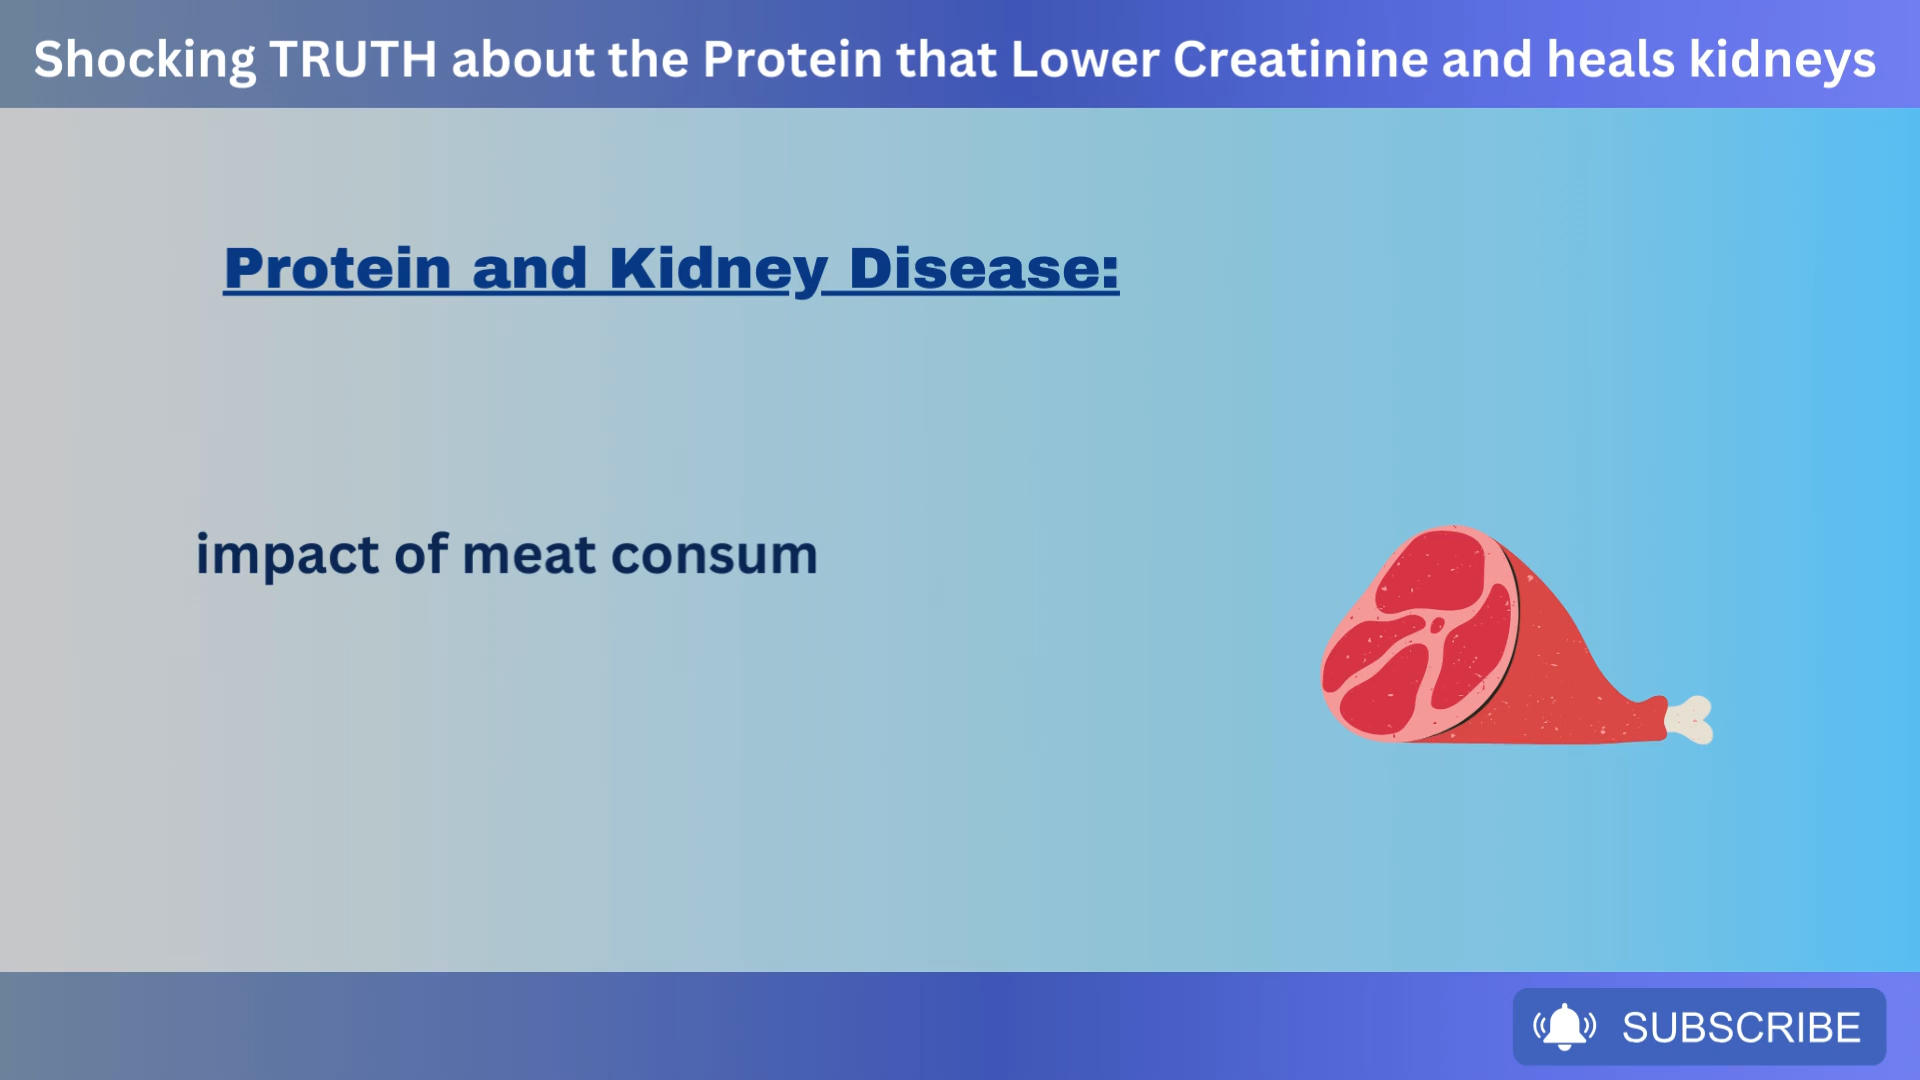 Shocking TRUTH about the Protein that Lower Creatinine and heals kidneys
Protein and Kidney Disease:
impact of meat consum
SUBSCRIBE